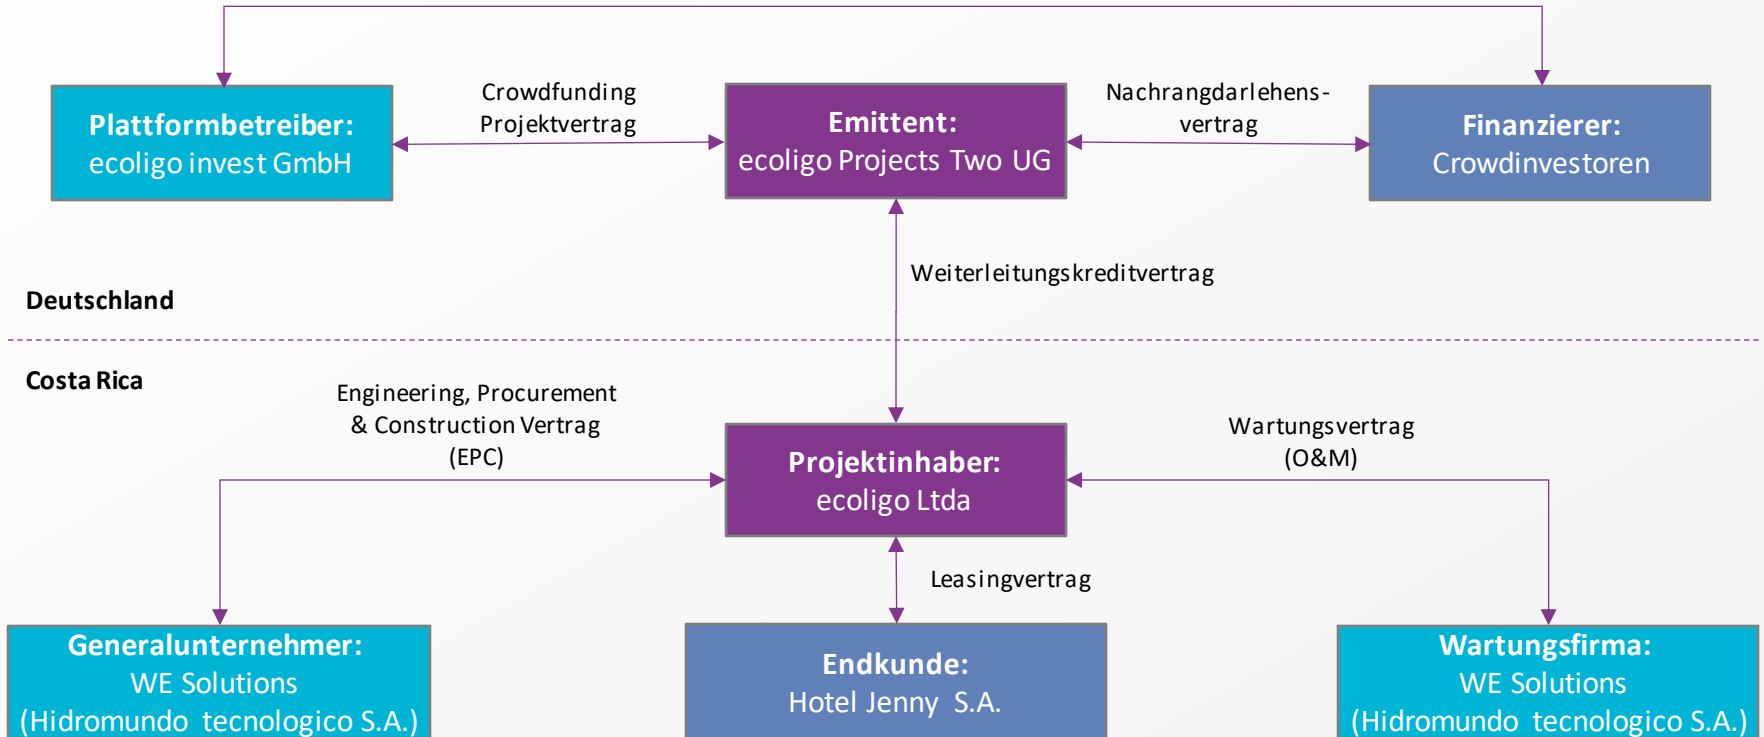 Crowdfunding
Projektvertrag
Nachrangdarlehens-
vertrag
Plattformbetreiber:
ecoligo invest GmbH
Emittent:
ecoligo Projects Two UG
Finanzierer:
Crowdinvestoren
Weiterleitungskreditvertrag
Deutschland
Costa Rica
Engineering, Procurement
& Construction Vertrag
(EPC)
Wartungsvertrag
(O&M)
Projektinhaber:
ecoligo Ltda
Leasingvertrag
Generalunternehmer:
WE Solutions
(Hidromundo tecnologico S.A.)
Endkunde:
Hotel Jenny S.A.
Wartungsfirma:
WE Solutions
(Hidromundo tecnologico S.A.)